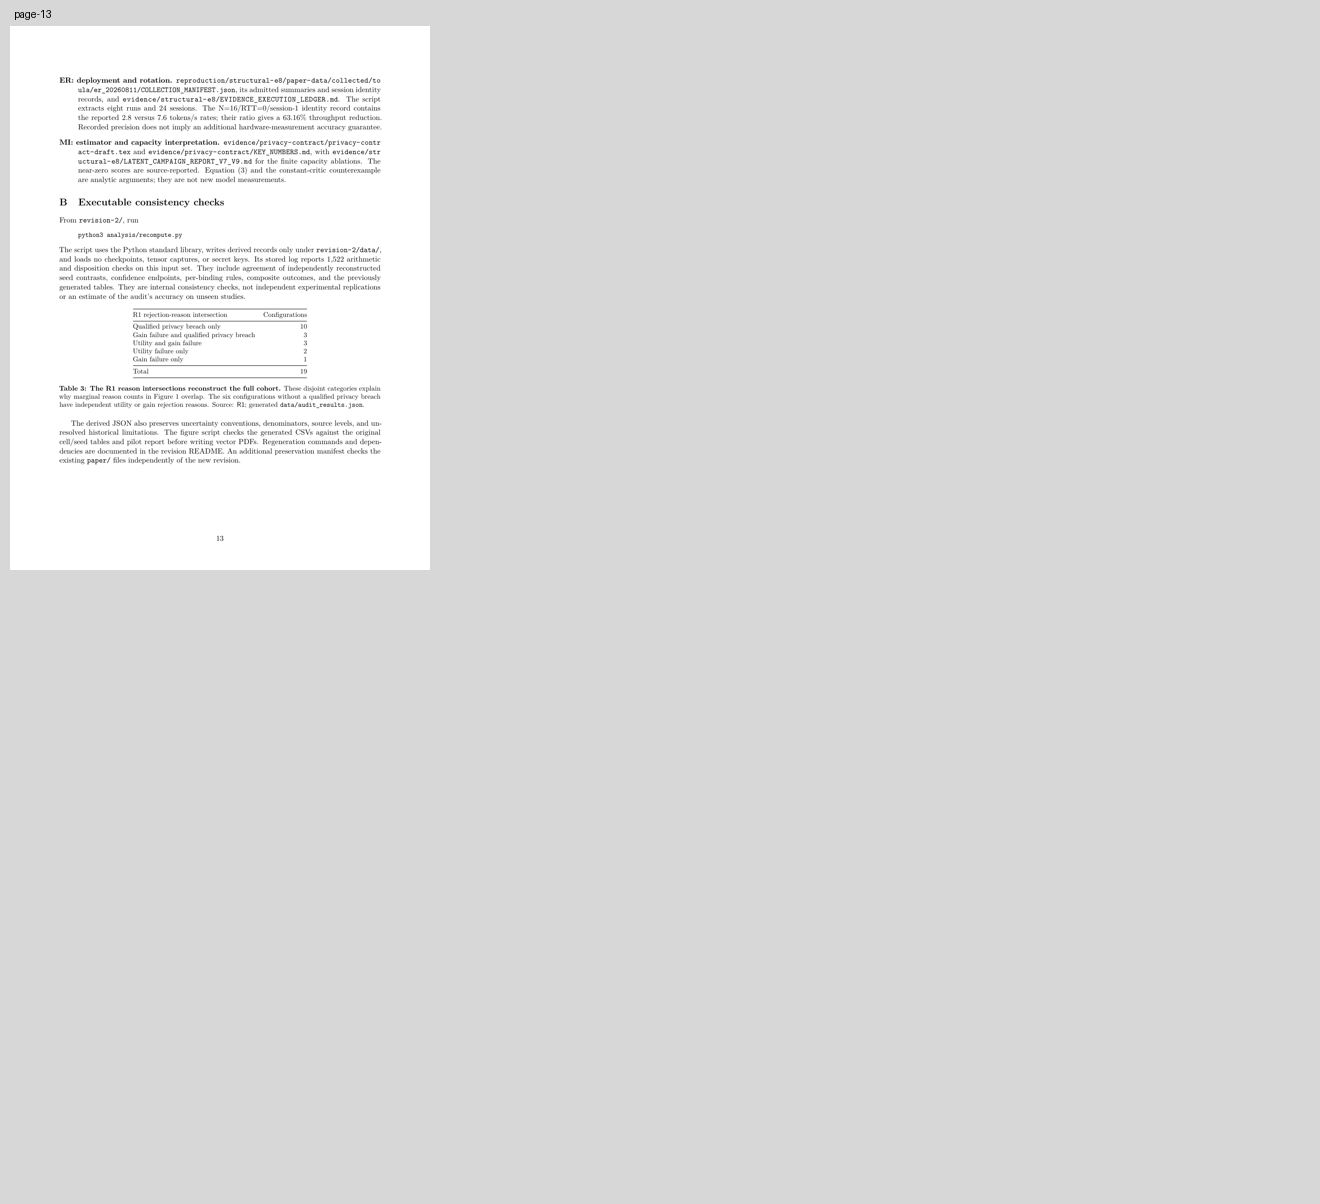 page-13
ER: deployment and rotation. reproduction/structural-e8/paper-data/collected/to
ula/er_20260811/COLLECTION_MANIFEST.json, its admitted summaries and session identity
records, and evidence/structural-e8/EVIDENCE_EXECUTION_LEDGER.md. The script
extracts eight runs and 24 sessions. The N=16/RTT=0/session-1 identity record contains
the reported 2.8 versus 7.6 tokens/s rates; their ratio gives a 63.16% throughput reduction.
Recorded precision does not imply an additional hardware-measurement accuracy guarantee.
MI: estimator and capacity interpretation. evidence/privacy-contract/privacy-contr
act-draft.tex and evidence/privacy-contract/KEY_NUMBERS.md, with evidence/str
uctural-e8/LATENT_CAMPAIGN_REPORT_V7_V9.md for the finite capacity ablations. The
near-zero scores are source-reported. Equation (3) and the constant-critic counterexample
are analytic arguments; they are not new model measurements.
B Executable consistency checks
From revision-2/, run
python3 analysis/recompute.py
The script uses the Python standard library, writes derived records only under revision-2/data/,
and loads no checkpoints, tensor captures, or secret keys. Its stored log reports 1,522 arithmetic
and disposition checks on this input set. They include agreement of independently reconstructed
seed contrasts, confidence endpoints, per-binding rules, composite outcomes, and the previously
generated tables. They are internal consistency checks, not independent experimental replications
or an estimate of the audit's accuracy on unseen studies.
R1 rejection-reason intersection Configurations
Qualified privacy breach only 10
Gain failure and qualified privacy breach 3
Utility and gain failure 3
Utility failure only 2
Gain failure only 1
Total 19
Table 3: The R1 reason intersections reconstruct the full cohort. These disjoint categories explain
why marginal reason counts in Figure 1 overlap. The six configurations without a qualified privacy breach
have independent utility or gain rejection reasons. Source: R1; generated data/audit_results.json.
The derived JSON also preserves uncertainty conventions, denominators, source levels, and un-
resolved historical limitations. The figure script checks the generated CSVs against the original
cell/seed tables and pilot report before writing vector PDFs. Regeneration commands and depen-
dencies are documented in the revision README. An additional preservation manifest checks the
existing paper/ files independently of the new revision.
13